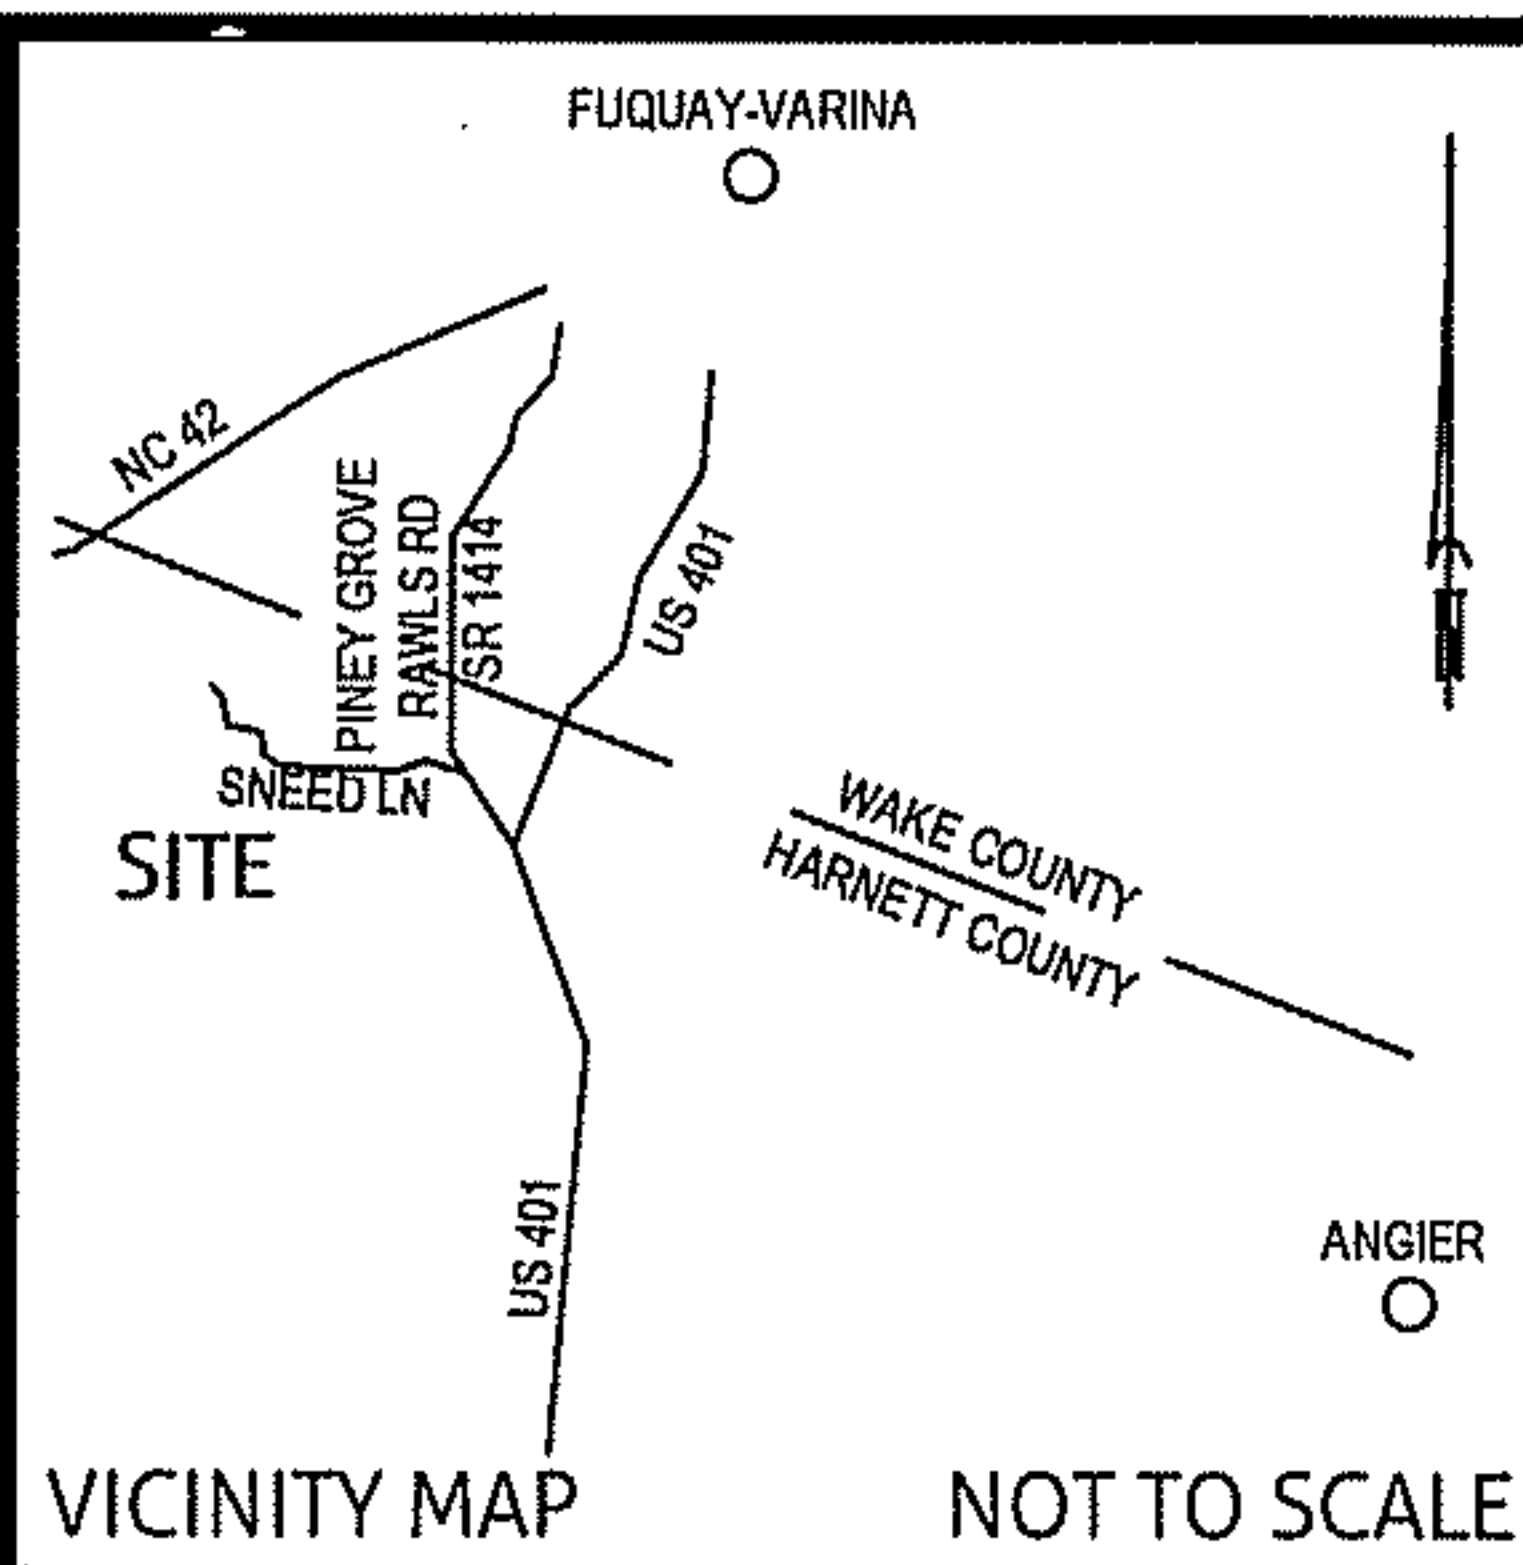 FUQUAY-VARINA
NC 42
PINEY GROVE
RAWLS RD
SR 1414
US 401
N
SNEED LN
SITE
WAKE COUNTY
HARNETT COUNTY
US 401
ANGIER
VICINITY MAP
NOT TO SCALE